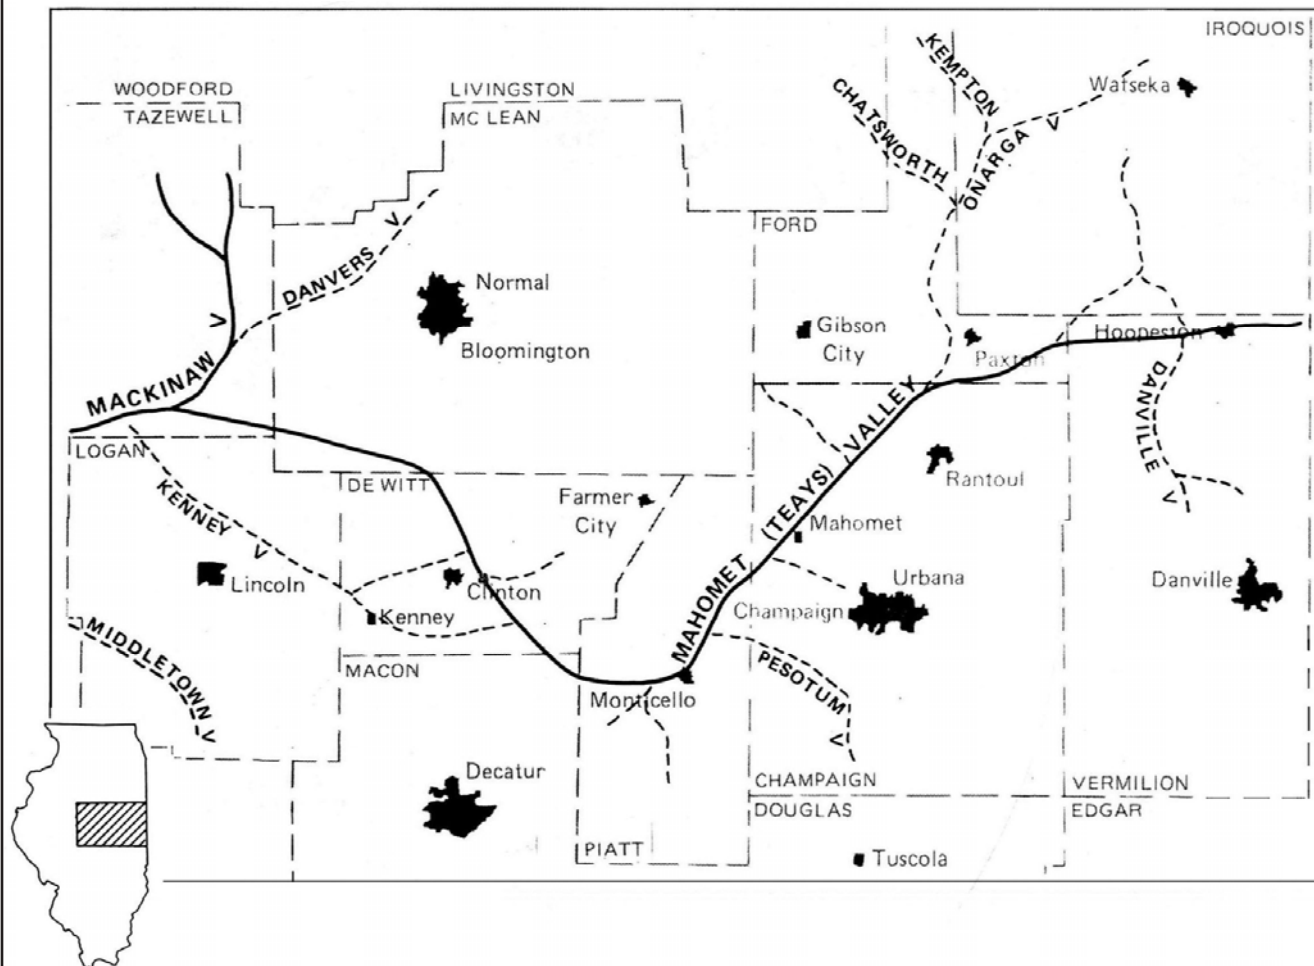 IROQUOIS
KEMPTON
CHATSWORTH
Watseka
V
ONARGA
WOODFORD
TAZEWELL
LIVINGSTON
MC LEAN
FORD
V
DANVERS
Normal
Bloomington
V
MACKINAW
Gibson
City
Paxton
Hoopeston
DANVILLE
V
LOGAN
DE WITT
KENNEY
V
Farmer
City
MAHOMET (TEAYS) VALLEY
Rantoul
Mahomet
Lincoln
Clinton
Kenney
Urbana
Champaign
Danville
MIDDLETOWN
V
MACON
Monticello
PESOTUM
V
Decatur
CHAMPAIGN
DOUGLAS
VERMILION
EDGAR
PIATT
Tuscola